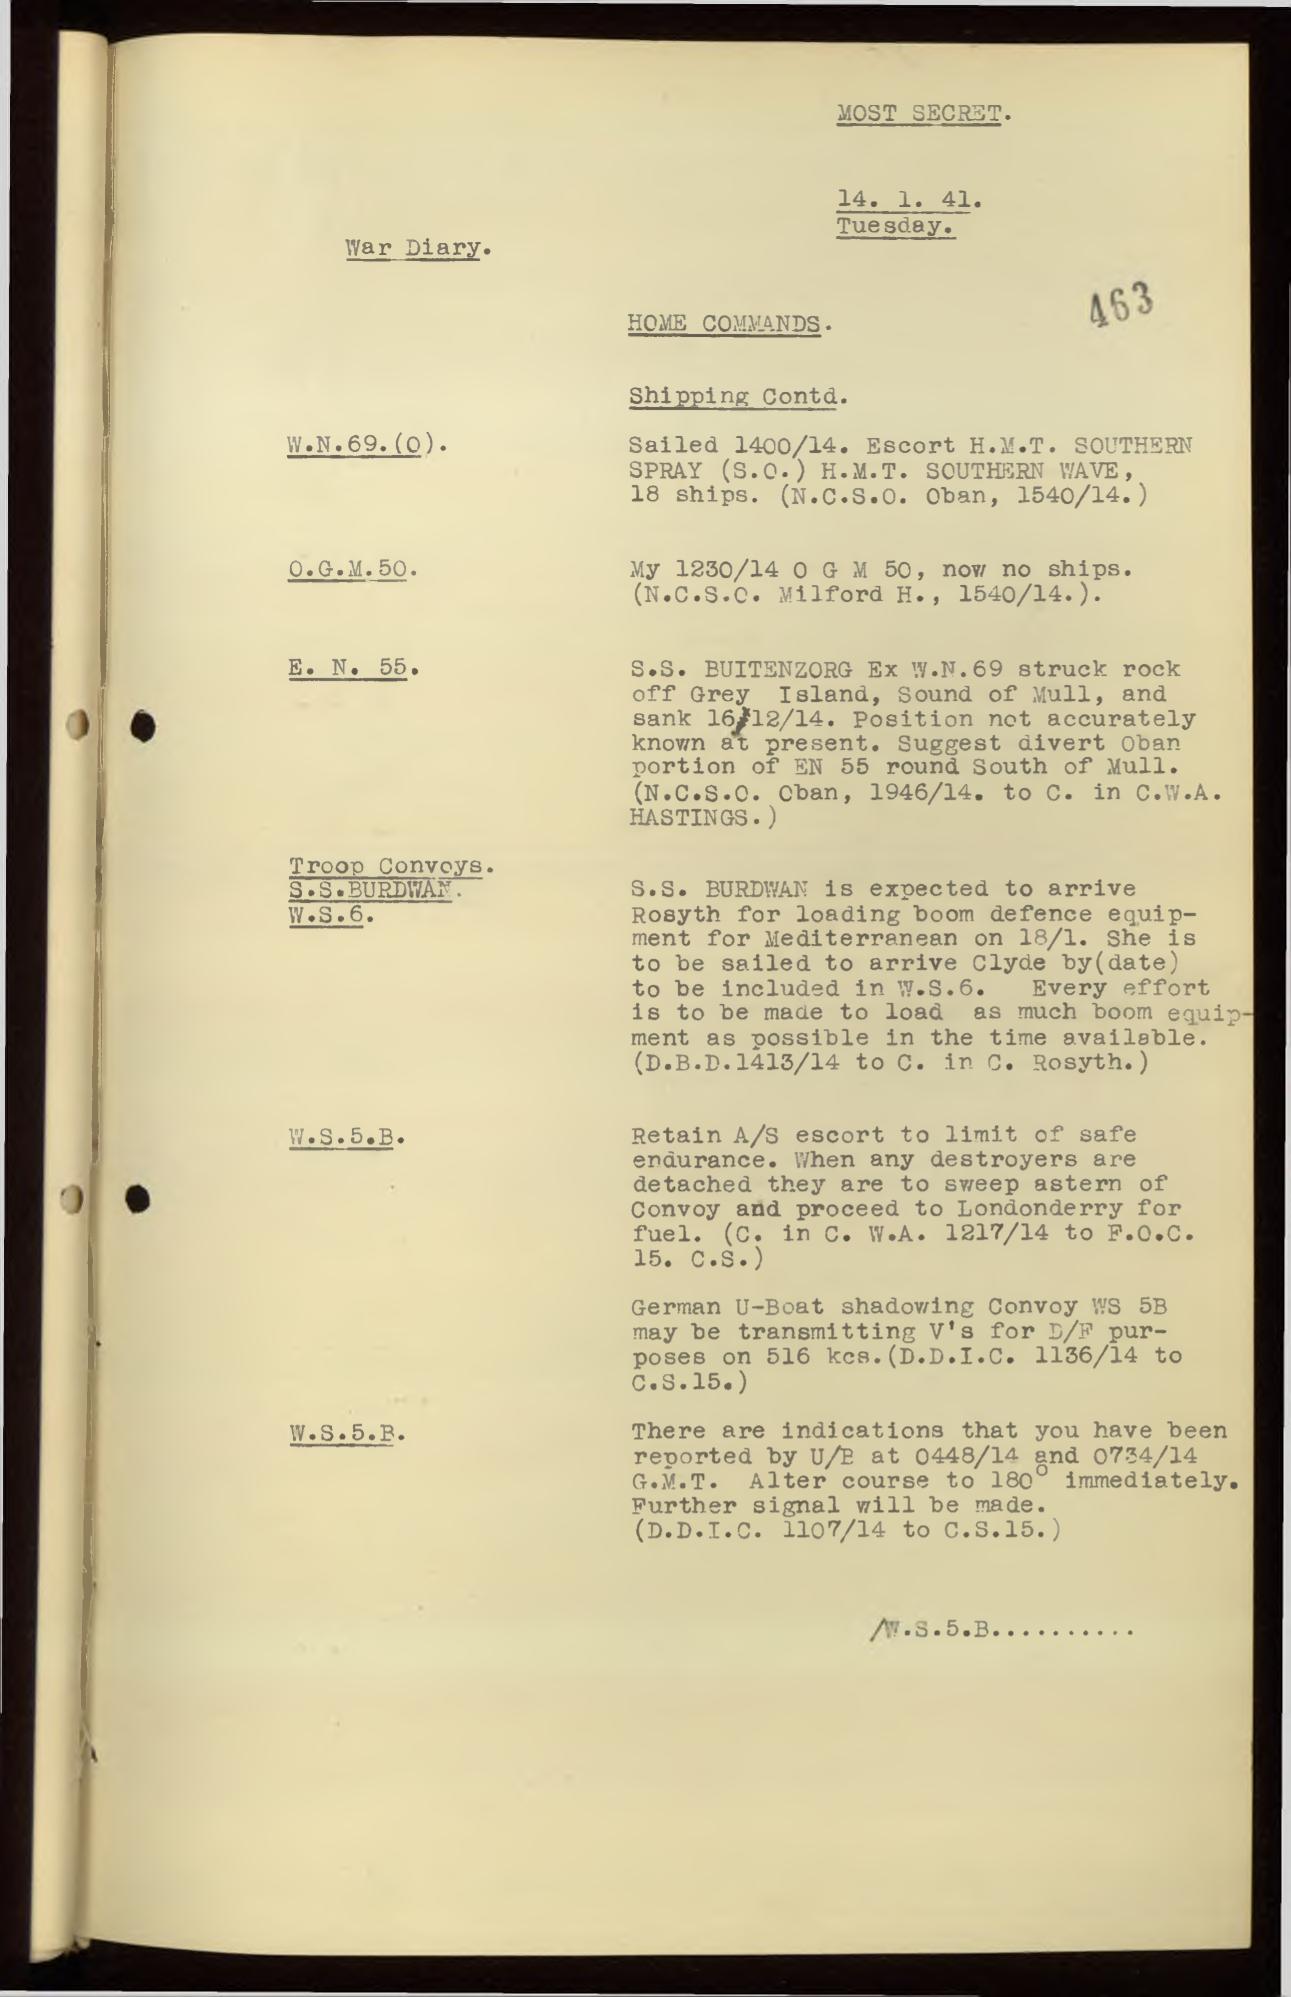 MOST SECRET.
14. 1. 41.
Tuesday.
War Diary.
463
HOME COMMANDS.
Shipping Contd.
W.N.69.(O).
Sailed 1400/14. Escort H.M.T. SOUTHERN
SPRAY (S.O.) H.M.T. SOUTHERN WAVE,
18 ships. (N.C.S.O. Oban, 1540/14.)
O.G.M.50.
My 1230/14 O G M 50, now no ships.
(N.C.S.O. Milford H., 1540/14.).
E. N. 55.
S.S. BUITENZORG Ex W.N.69 struck rock
off Grey Island, Sound of Mull, and
sank 16/12/14. Position not accurately
known at present. Suggest divert Oban
portion of EN 55 round South of Mull.
(N.C.S.O. Oban, 1946/14. to C. in C.W.A.
HASTINGS.)
Troop Convoys.
S.S.BURDWAN.
W.S.6.
S.S. BURDWAN is expected to arrive
Rosyth for loading boom defence equip-
ment for Mediterranean on 18/1. She is
to be sailed to arrive Clyde by(date)
to be included in W.S.6. Every effort
is to be made to load as much boom equip-
ment as possible in the time available.
(D.B.D.1413/14 to C. in C. Rosyth.)
W.S.5.B.
Retain A/S escort to limit of safe
endurance. When any destroyers are
detached they are to sweep astern of
Convoy and proceed to Londonderry for
fuel. (C. in C. W.A. 1217/14 to F.O.C.
15. C.S.)
German U-Boat shadowing Convoy WS 5B
may be transmitting V's for D/F pur-
poses on 516 kcs.(D.D.I.C. 1136/14 to
C.S.15.)
W.S.5.B.
There are indications that you have been
reported by U/B at 0448/14 and 0734/14
G.M.T. Alter course to 180° immediately.
Further signal will be made.
(D.D.I.C. 1107/14 to C.S.15.)
/W.S.5.B..........